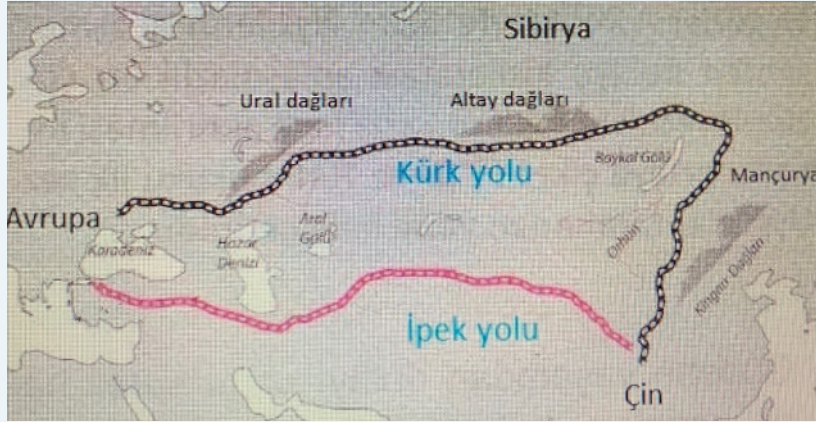 Sibirya
Ural dağları
Altay dağları
Kürk yolu
Baykal Gölü
Mançurya
Avrupa
Karadeniz
Hazar
Denizi
Aral
Gölü
Orhun
Kingan Dağları
İpek yolu
Çin